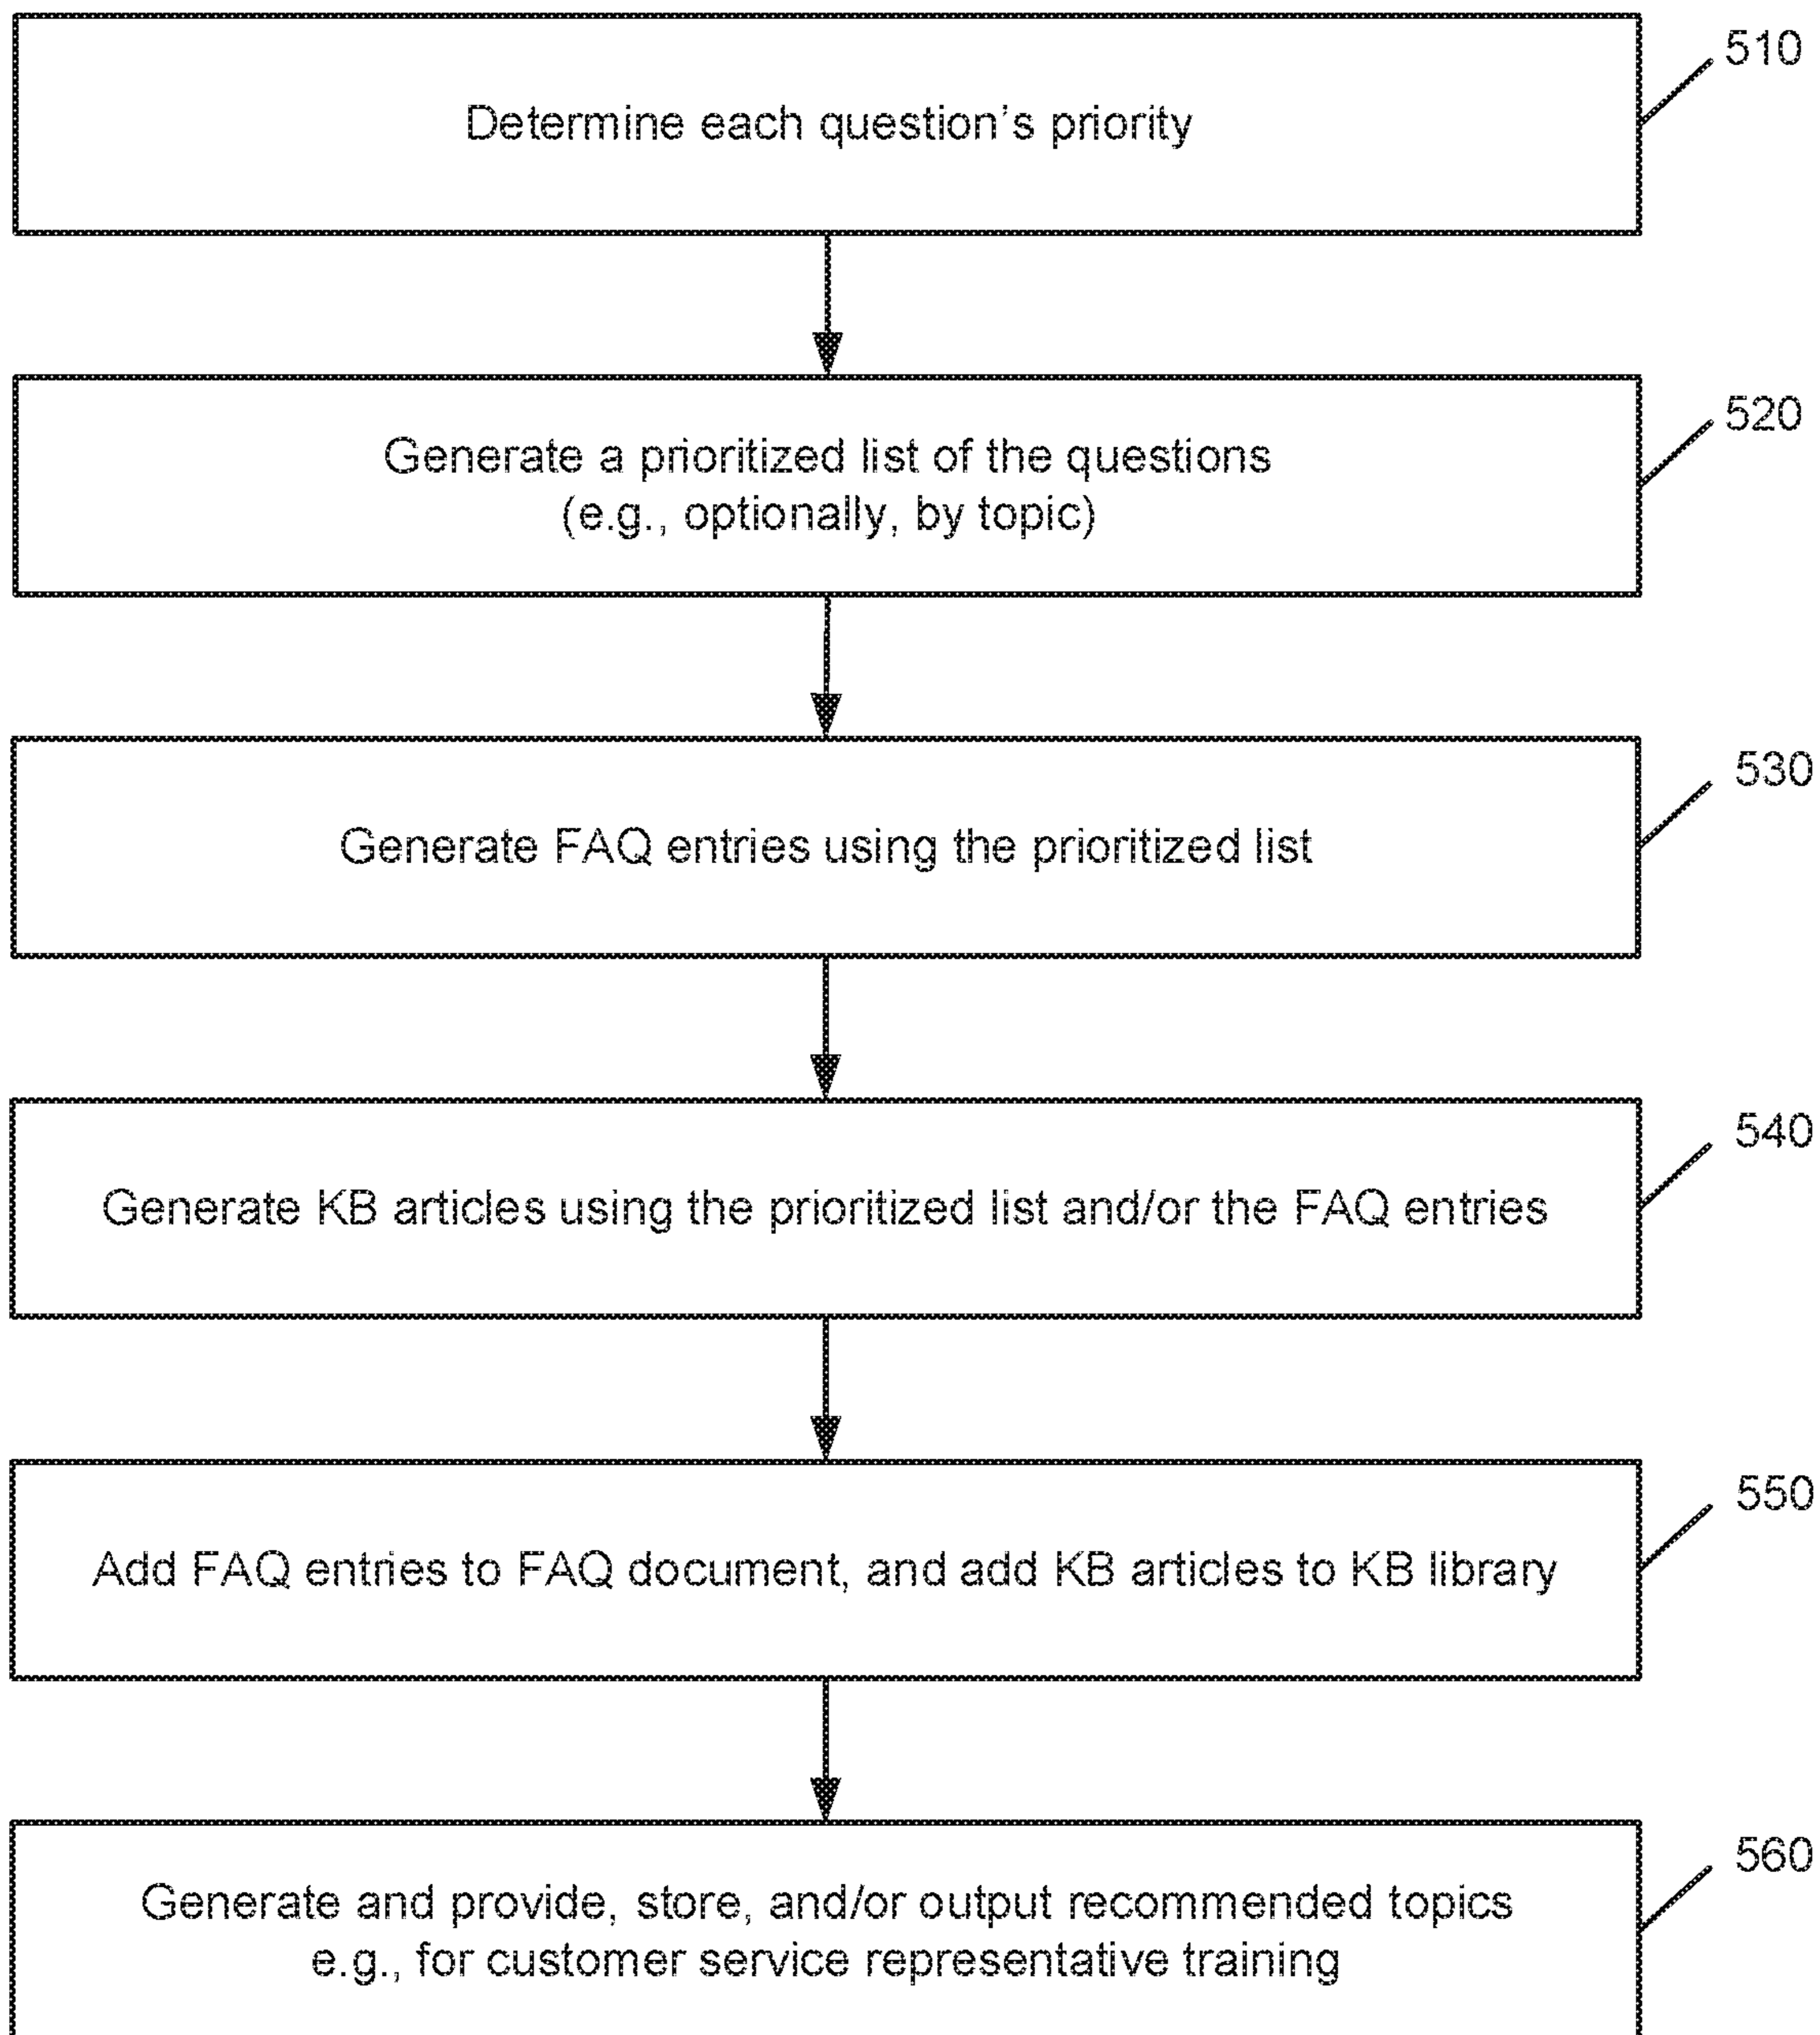 510
Determine each question's priority
520
Generate a prioritized list of the questions
(e.g., optionally, by topic)
530
Generate FAQ entries using the prioritized list
540
Generate KB articles using the prioritized list and/or the FAQ entries
550
Add FAQ entries to FAQ document, and add KB articles to KB library
560
Generate and provide, store, and/or output recommended topics
e.g., for customer service representative training